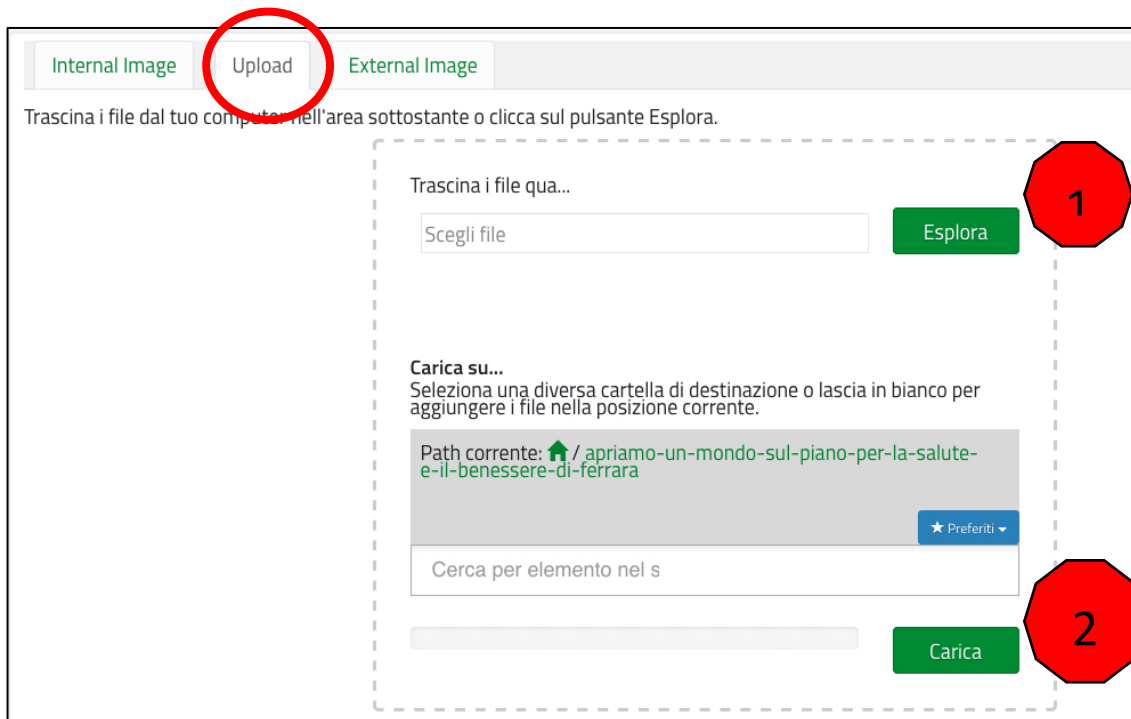 Internal Image Upload External Image
Trascina i file dal tuo computer nell'area sottostante o clicca sul pulsante Esplora.
Trascina i file qua...
1
Scegli file Esplora
Carica su...
Seleziona una diversa cartella di destinazione o lascia in bianco per
aggiungere i file nella posizione corrente.
Path corrente: / apriamo-un-mondo-sul-piano-per-la-salute-
e-il-benessere-di-ferrara
Preferiti
Cerca per elemento nel s
2
Carica